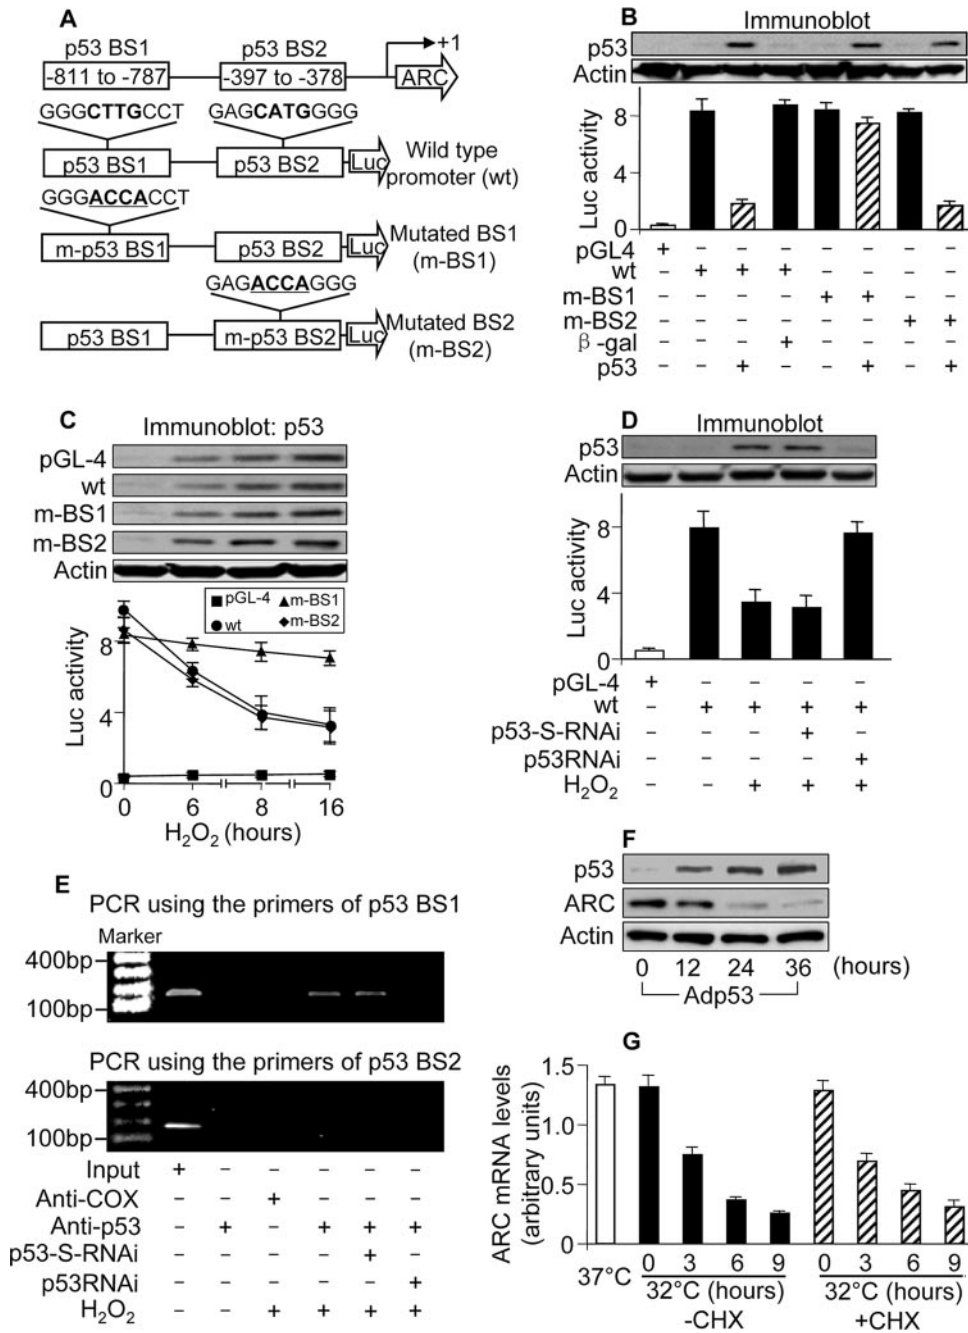 A
p53 BS1
p53 BS2
+1
-811 to -787
-397 to -378
ARC
GGGCTTGCCT
GAGCATGGGG
p53 BS1
p53 BS2
Luc
Wild type
promoter (wt)
GGGACCACCT
m-p53 BS1
p53 BS2
Luc
Mutated BS1
(m-BS1)
GAGACCAGGG
p53 BS1
m-p53 BS2
Luc
Mutated BS2
(m-BS2)
B
Immunoblot
p53
Actin
Luc activity
8
4
0
pGL4 + – – – – – – –
wt – + + + – – – –
m-BS1 – – – – + + – –
m-BS2 – – – – – – + +
β -gal – – – + – – – –
p53 – – + – – + – +
C
Immunoblot: p53
pGL-4
wt
m-BS1
m-BS2
Actin
pGL-4
m-BS1
wt
m-BS2
Luc activity
8
4
0
0 6 8 16
H2O2 (hours)
D
Immunoblot
p53
Actin
Luc activity
8
4
0
pGL-4 + – – – –
wt – + + + +
p53-S-RNAi – – – + –
p53RNAi – – – – +
H2O2 – – + + +
E
PCR using the primers of p53 BS1
Marker
400bp
100bp
PCR using the primers of p53 BS2
400bp
100bp
Input + – – – – –
Anti-COX – – + – – –
Anti-p53 – + – + + +
p53-S-RNAi – – – – + –
p53RNAi – – – – – +
H2O2 – – + + + +
F
p53
ARC
Actin
0 12 24 36 (hours)
Adp53
G
ARC mRNA levels
(arbitrary units)
1.5
1.0
0.5
0
37°C
0 3 6 9
32°C (hours)
-CHX
0 3 6 9
32°C (hours)
+CHX